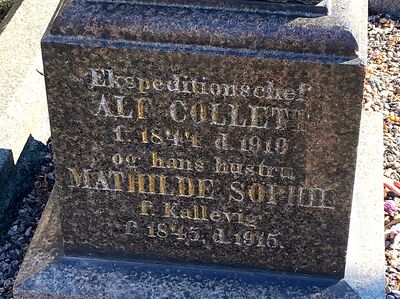 Ekspeditionschef
ALF COLLETT
f. 1844 d. 1919
og hans hustru
MATHILDE SOPHIE
f. Kallevig
f. 1845. d. 1915.